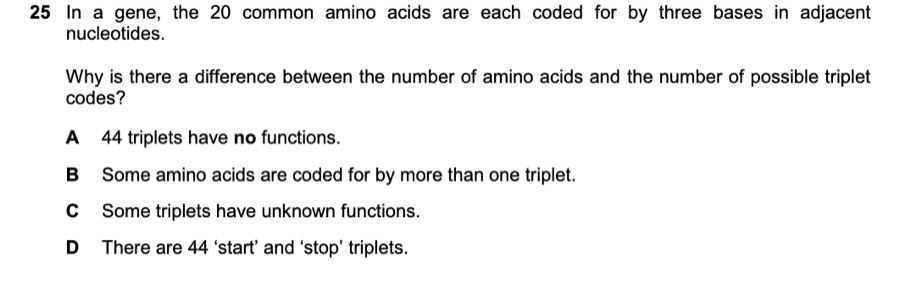 25 In a gene, the 20 common amino acids are each coded for by three bases in adjacent
nucleotides.
Why is there a difference between the number of amino acids and the number of possible triplet
codes?
A 44 triplets have no functions.
B Some amino acids are coded for by more than one triplet.
C Some triplets have unknown functions.
D There are 44 ‘start’ and ‘stop’ triplets.